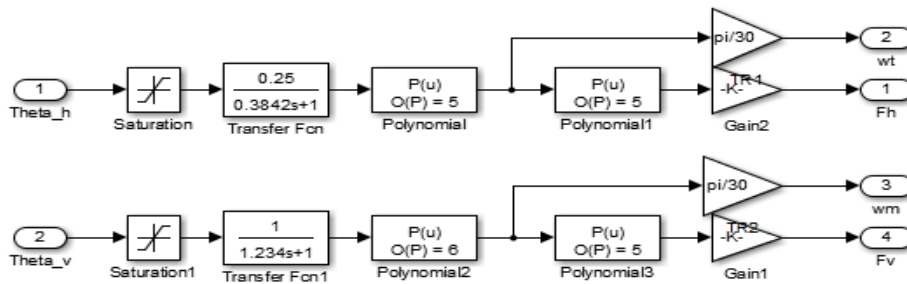 pi/30
2
wt
1
Theta_h
Saturation
0.25
0.3842s+1
Transfer Fcn
P(u)
O(P) = 5
Polynomial
P(u)
O(P) = 5
Polynomial1
TR1
-K-
Gain2
1
Fh
pi/30
3
wm
2
Theta_v
Saturation1
1
1.234s+1
Transfer Fcn1
P(u)
O(P) = 6
Polynomial2
P(u)
O(P) = 5
Polynomial3
TR2
-K-
Gain1
4
Fv